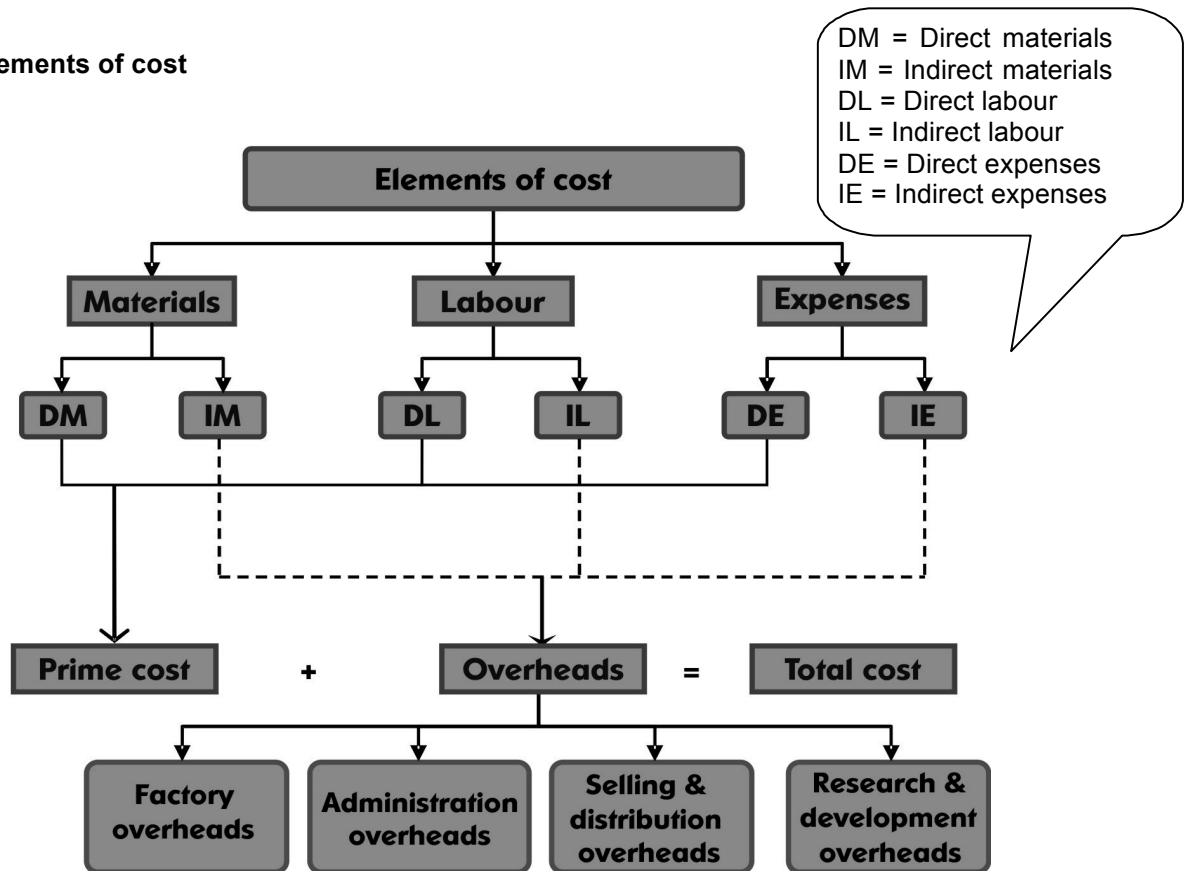 ements of cost
DM = Direct materials
IM = Indirect materials
DL = Direct labour
IL = Indirect labour
DE = Direct expenses
IE = Indirect expenses
Elements of cost
Materials
Labour
Expenses
DM
IM
DL
IL
DE
IE
Prime cost
+
Overheads
=
Total cost
Factory
overheads
Administration
overheads
Selling &
distribution
overheads
Research &
development
overheads